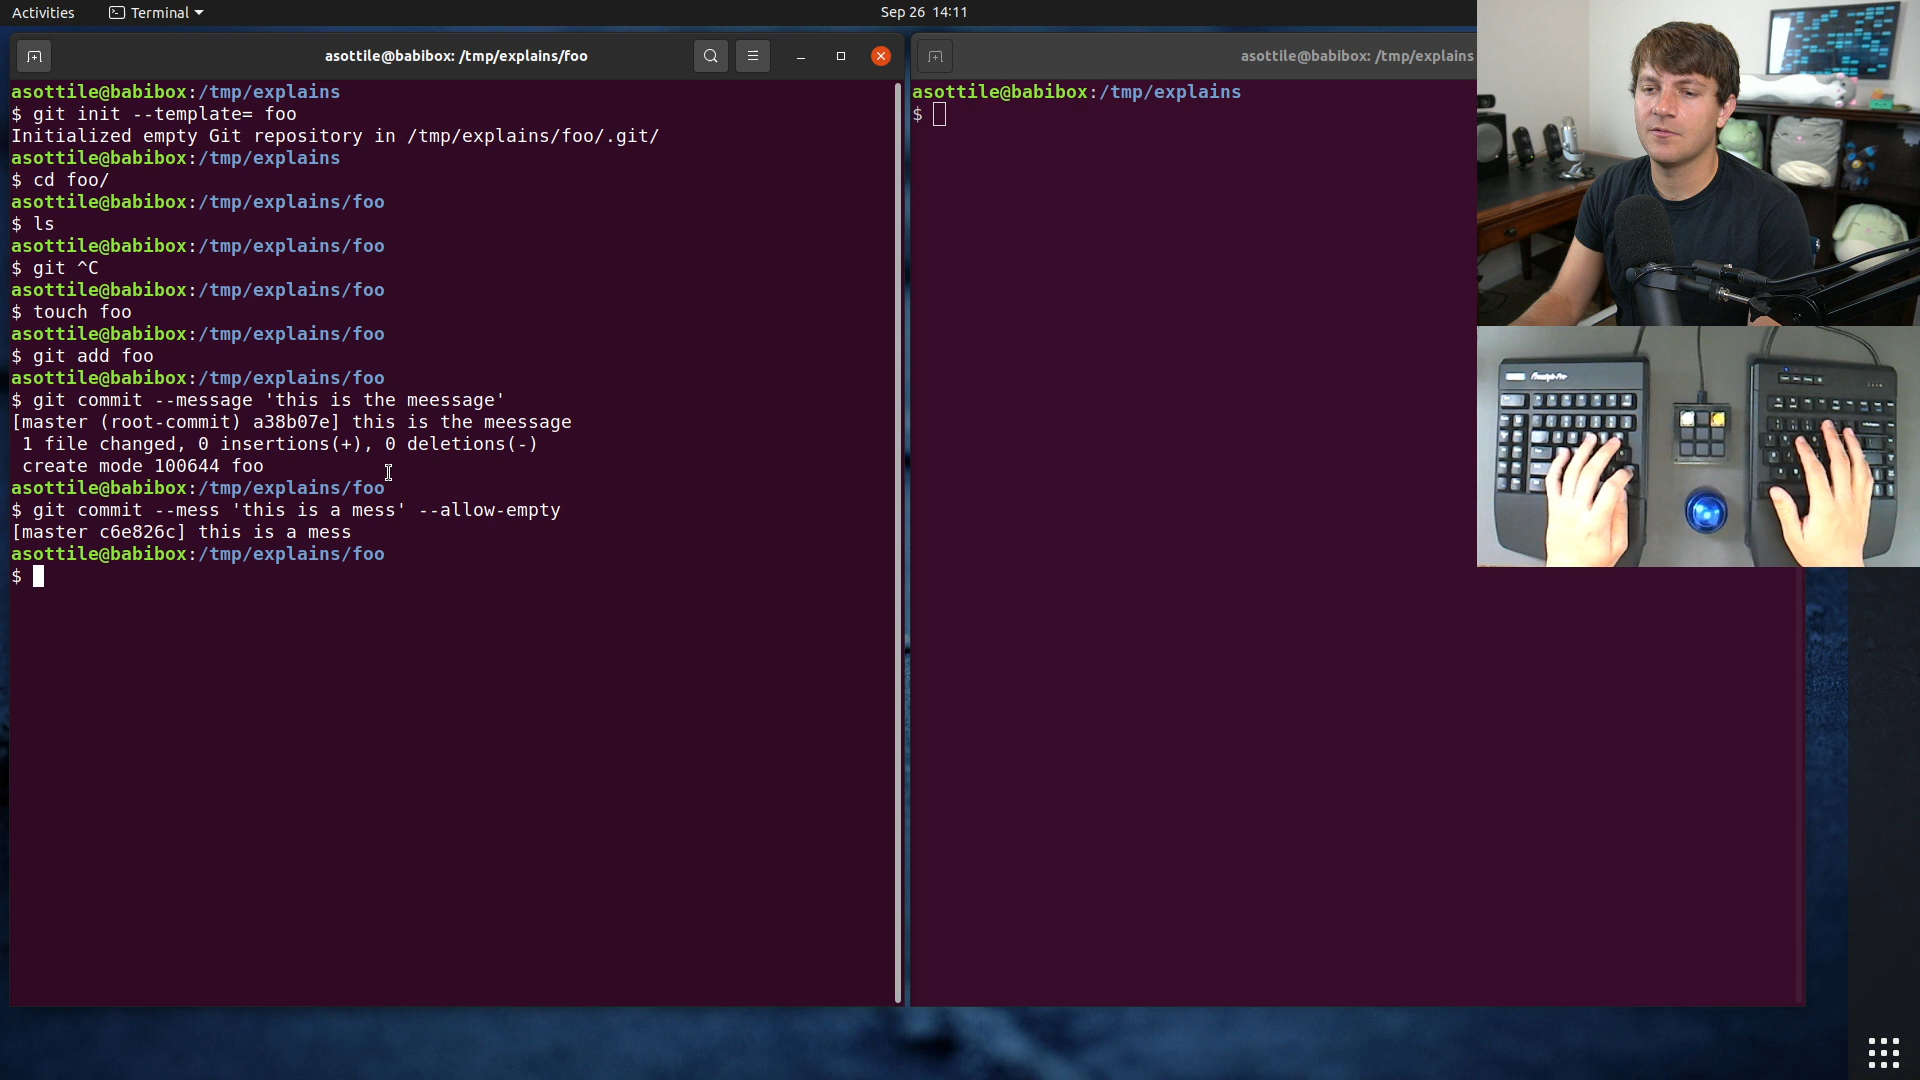 Activities
Terminal
Sep 26 14:11
asottile@babibox: /tmp/explains/foo
asottile@babibox:/tmp/explains
$ git init --template= foo
Initialized empty Git repository in /tmp/explains/foo/.git/
asottile@babibox:/tmp/explains
$ cd foo/
asottile@babibox:/tmp/explains/foo
$ ls
asottile@babibox:/tmp/explains/foo
$ git ^C
asottile@babibox:/tmp/explains/foo
$ touch foo
asottile@babibox:/tmp/explains/foo
$ git add foo
asottile@babibox:/tmp/explains/foo
$ git commit --message 'this is the meessage'
[master (root-commit) a38b07e] this is the meessage
1 file changed, 0 insertions(+), 0 deletions(-)
create mode 100644 foo
asottile@babibox:/tmp/explains/foo
$ git commit --mess 'this is a mess' --allow-empty
[master c6e826c] this is a mess
asottile@babibox:/tmp/explains/foo
$
asottile@babibox: /tmp/explains
asottile@babibox:/tmp/explains
$
Freestyle Pro